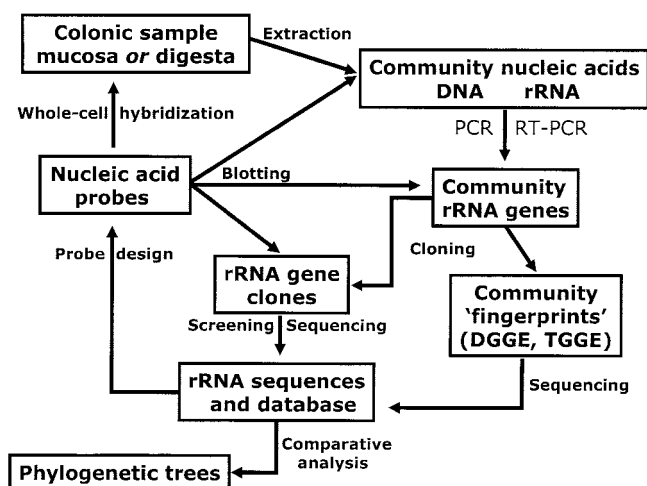 Colonic sample
mucosa or digesta
Extraction
Community nucleic acids
DNA rRNA
Whole-cell hybridization
PCR RT-PCR
Nucleic acid
probes
Blotting
Community
rRNA genes
Probe design
Cloning
rRNA gene
clones
Community
‘fingerprints’
(DGGE, TGGE)
Screening Sequencing
rRNA sequences
and database
Sequencing
Comparative
analysis
Phylogenetic trees